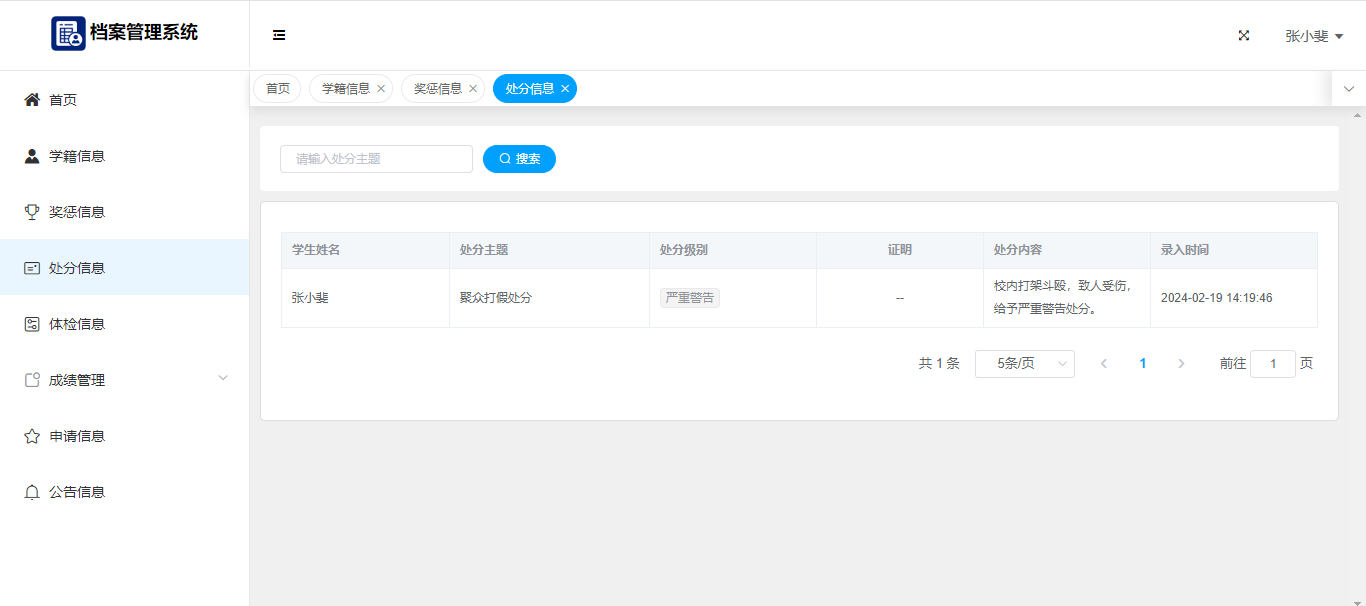 档案管理系统
张小斐
首页
学籍信息
奖惩信息
处分信息
首页
学籍信息
奖惩信息
处分信息
体检信息
成绩管理
申请信息
公告信息
请输入处分主题
搜索
学生姓名 处分主题 处分级别 证明 处分内容 录入时间
张小斐 聚众打假处分 严重警告 -- 校内打架斗殴，致人受伤， 2024-02-19 14:19:46
给予严重警告处分。
共 1 条 5条/页 1 前往 1 页